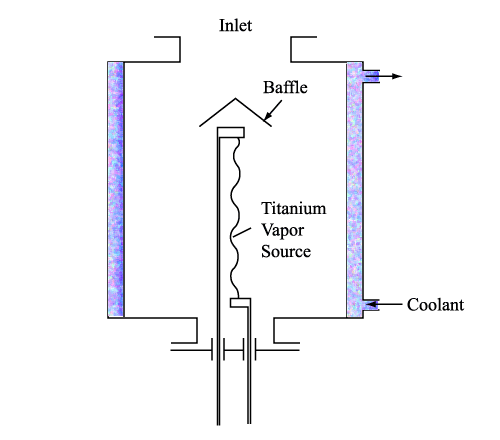 Inlet
Baffle
Titanium
Vapor
Source
Coolant